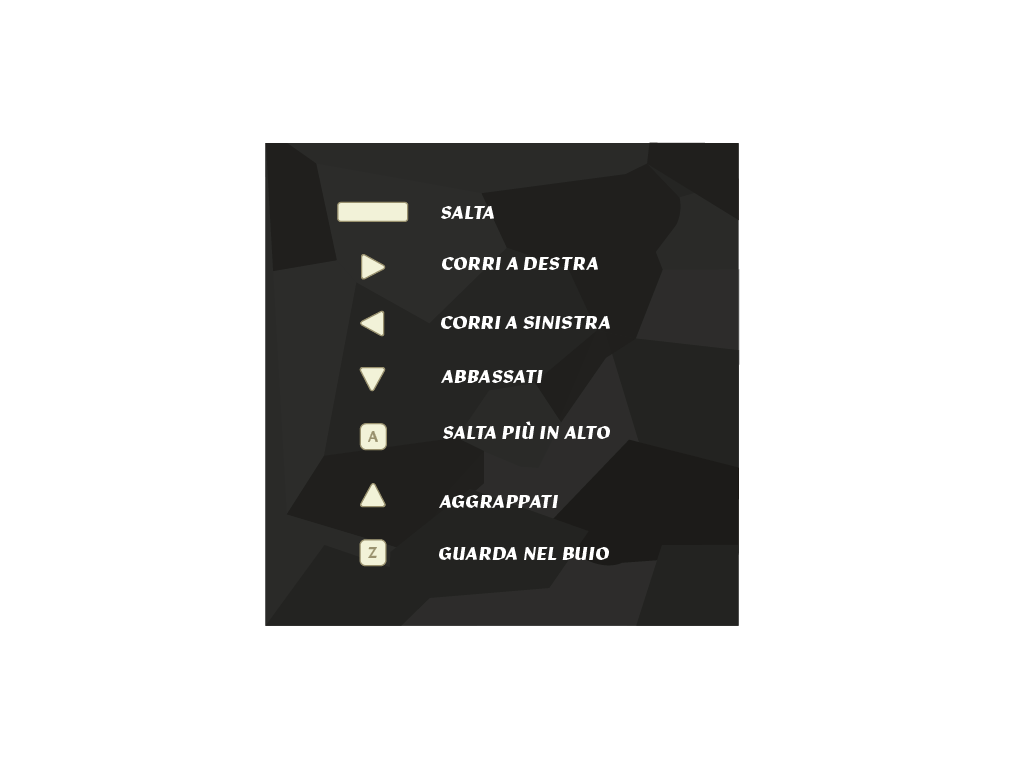 SALTA
CORRI A DESTRA
CORRI A SINISTRA
ABBASSATI
A SALTA PIÙ IN ALTO
AGGRAPPATI
Z GUARDA NEL BUIO